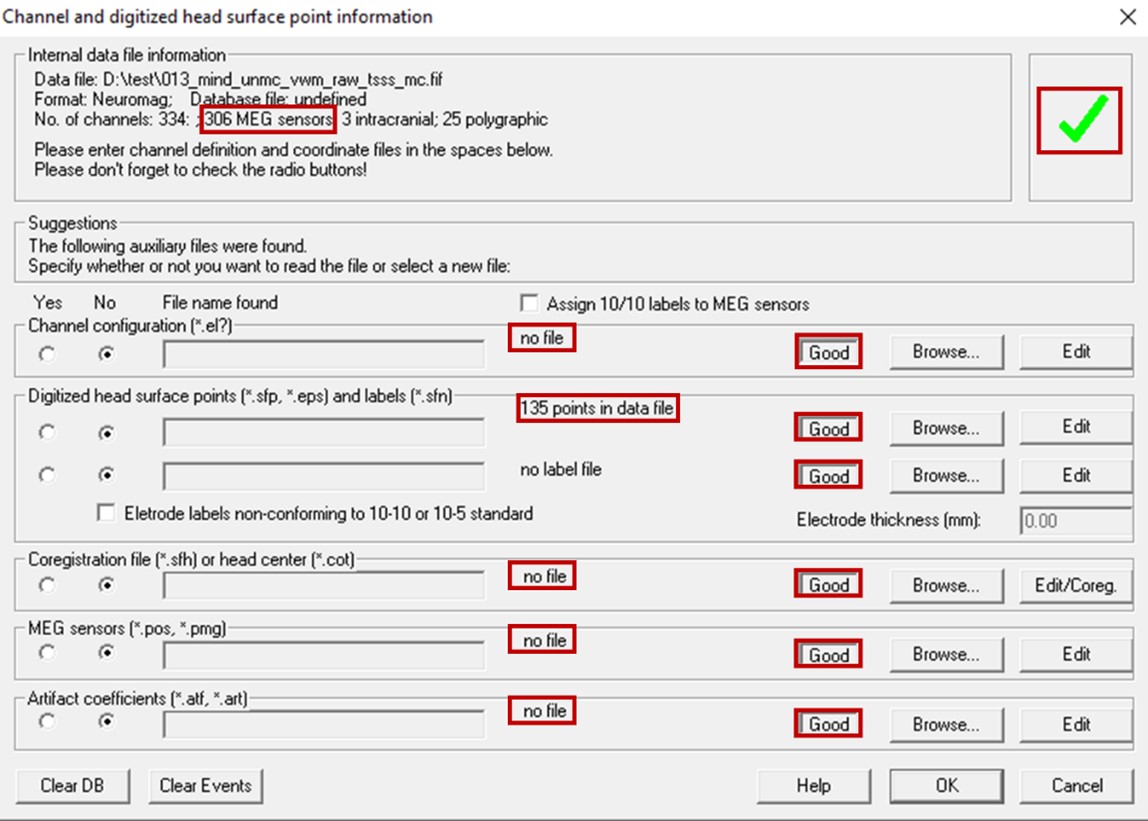 Channel and digitized head surface point information
Internal data file information
Data file: D:\test\013_mind_unmc_vwm_raw_tsss_mc.fif
Format: Neuromag; Database file: undefined
No. of channels: 334: ; 306 MEG sensors; 3 intracranial; 25 polygraphic
Please enter channel definition and coordinate files in the spaces below.
Please don't forget to check the radio buttons!
Suggestions
The following auxiliary files were found.
Specify whether or not you want to read the file or select a new file:
Yes No File name found Assign 10/10 labels to MEG sensors
Channel configuration (*.el?)
no file Good Browse... Edit
Digitized head surface points (*.sfp, *.eps) and labels (*.sfn)
135 points in data file Good Browse... Edit
no label file Good Browse... Edit
Eletrode labels non-conforming to 10-10 or 10-5 standard Electrode thickness (mm): 0.00
Coregistration file (*.sfh) or head center (*.cot)
no file Good Browse... Edit/Coreg.
MEG sensors (*.pos, *.pmg)
no file Good Browse... Edit
Artifact coefficients (*.atf, *.art)
no file Good Browse... Edit
Clear DB Clear Events Help OK Cancel